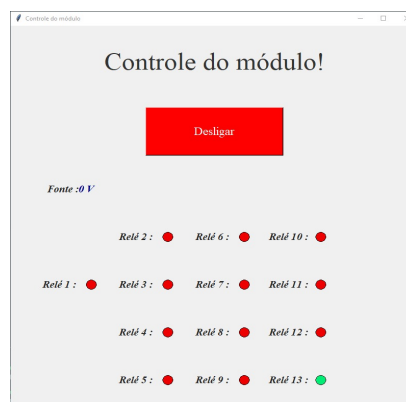 Controle do módulo
Controle do módulo!
Desligar
Fonte :0 V
Relé 2 : Relé 6 : Relé 10 :
Relé 1 : Relé 3 : Relé 7 : Relé 11 :
Relé 4 : Relé 8 : Relé 12 :
Relé 5 : Relé 9 : Relé 13 :